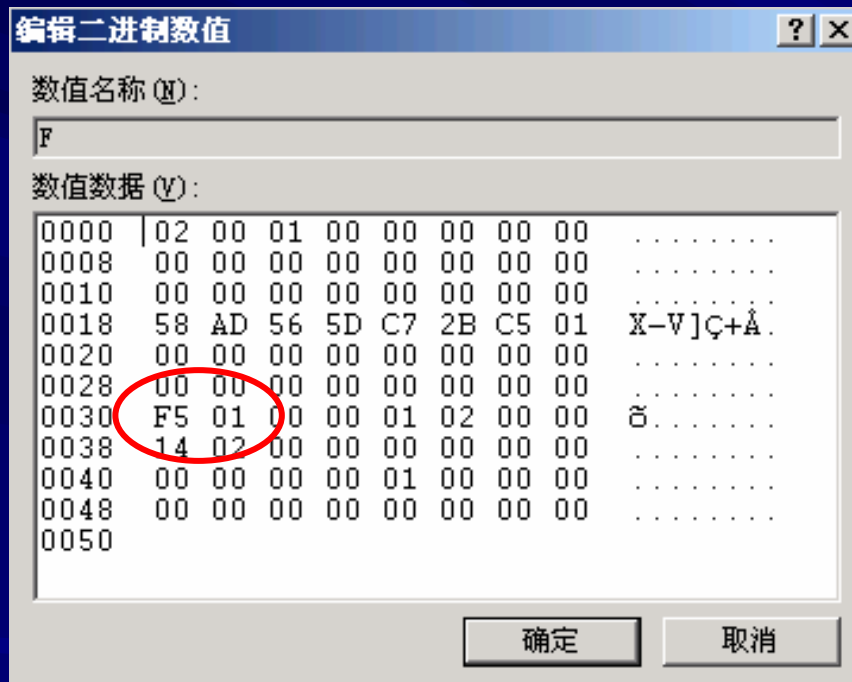 编辑二进制数值 ? ×
数值名称(N):
F
数值数据(V):
0000 02 00 01 00 00 00 00 00 ........
0008 00 00 00 00 00 00 00 00 ........
0010 00 00 00 00 00 00 00 00 ........
0018 58 AD 56 5D C7 2B C5 01 X-V]Ç+Å.
0020 00 00 00 00 00 00 00 00 ........
0028 00 00 00 00 00 00 00 00 ........
0030 F5 01 00 00 01 02 00 00 õ.......
0038 14 02 00 00 00 00 00 00 ........
0040 00 00 00 00 01 00 00 00 ........
0048 00 00 00 00 00 00 00 00 ........
0050
确定 取消